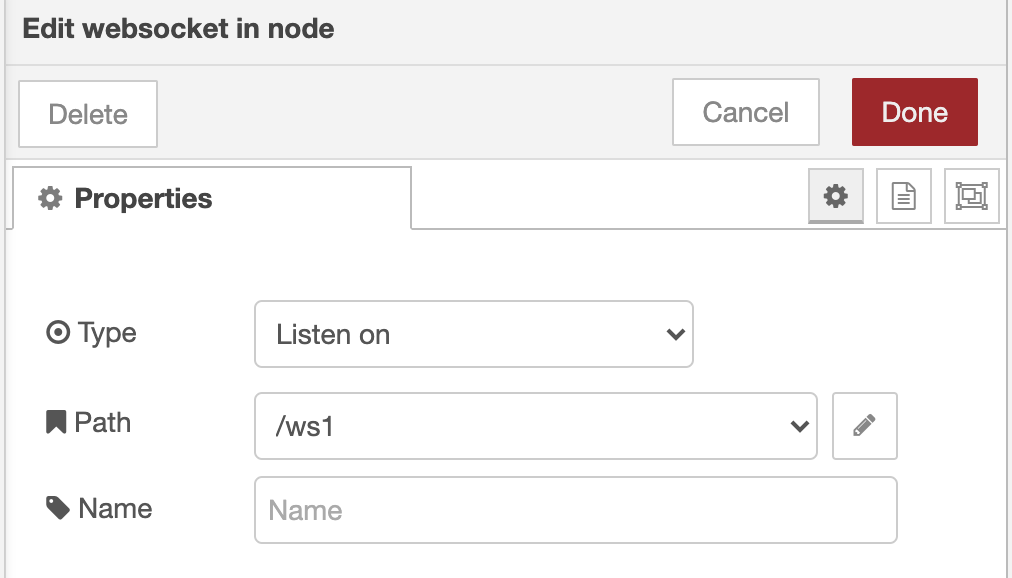 Edit websocket in node
Delete
Cancel
Done
Properties
Type
Listen on
Path
/ws1
Name
Name